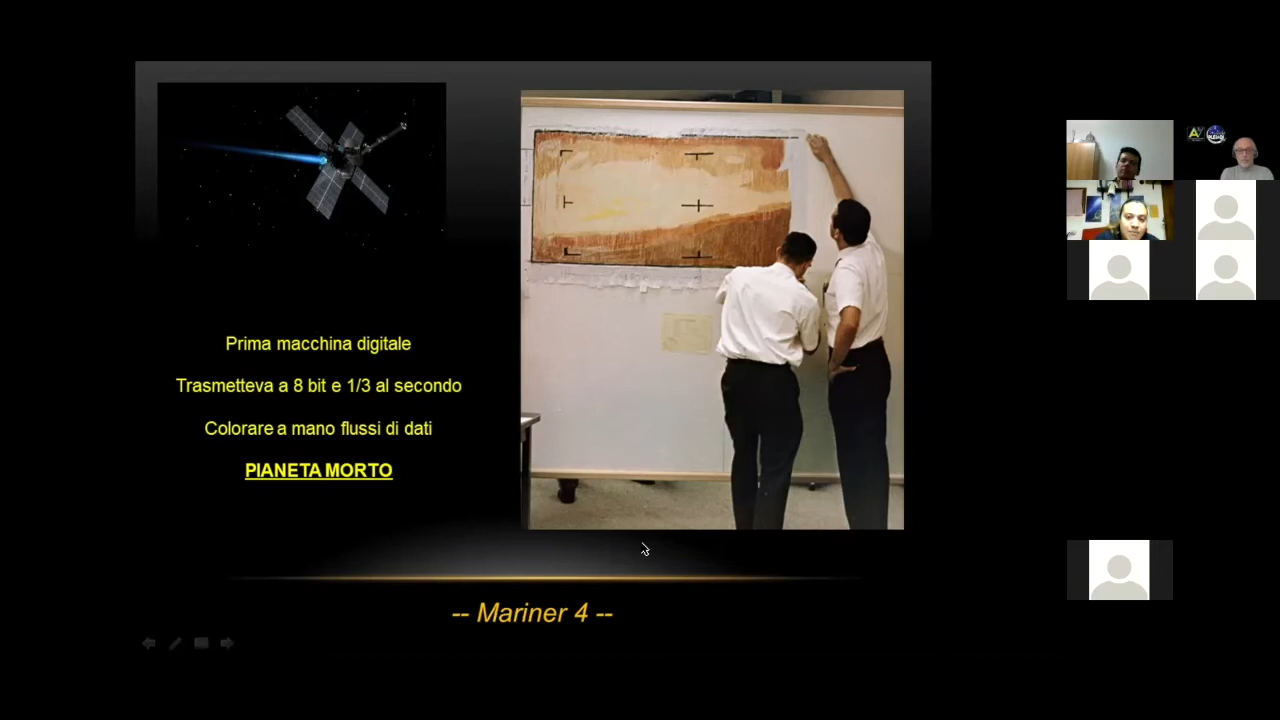 Prima macchina digitale
Trasmetteva a 8 bit e 1/3 al secondo
Colorare a mano flussi di dati
PIANETA MORTO
-- Mariner 4 --